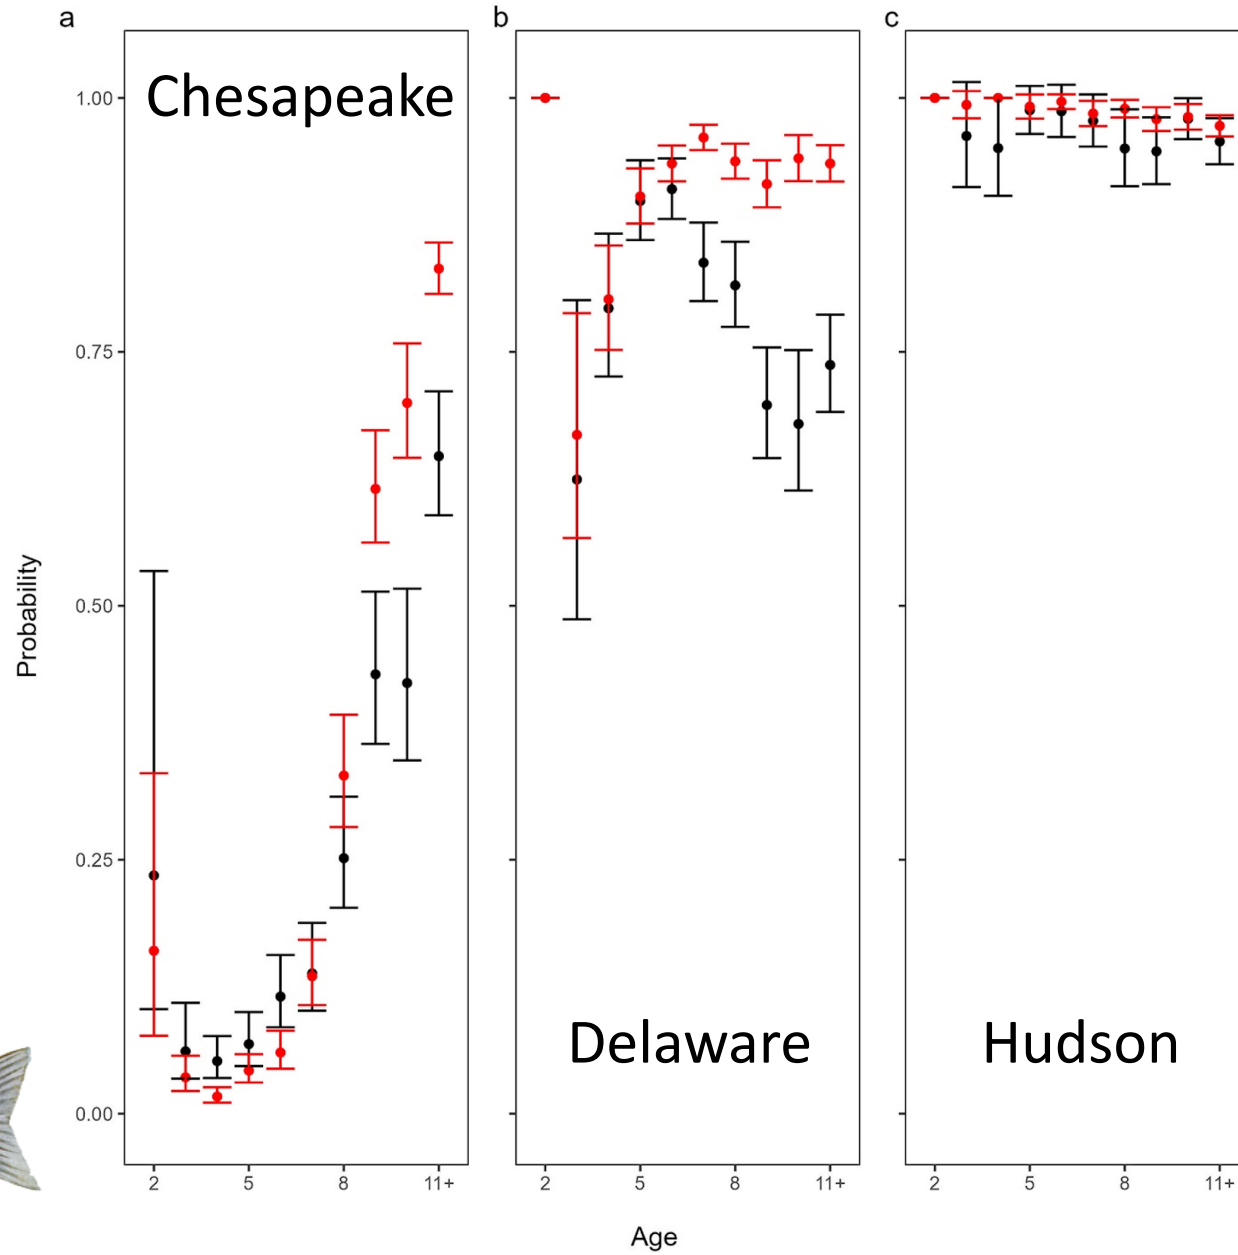 a
b
c
Chesapeake
Delaware
Hudson
1.00
0.75
0.50
0.25
0.00
Probability
2 5 8 11+
2 5 8 11+
2 5 8 11+
Age